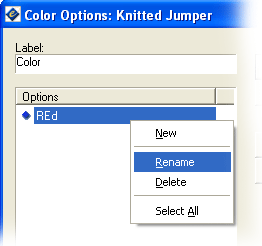 Color Options: Knitted Jumper
Label:
Color
Options
REd
New
Rename
Delete
Select All